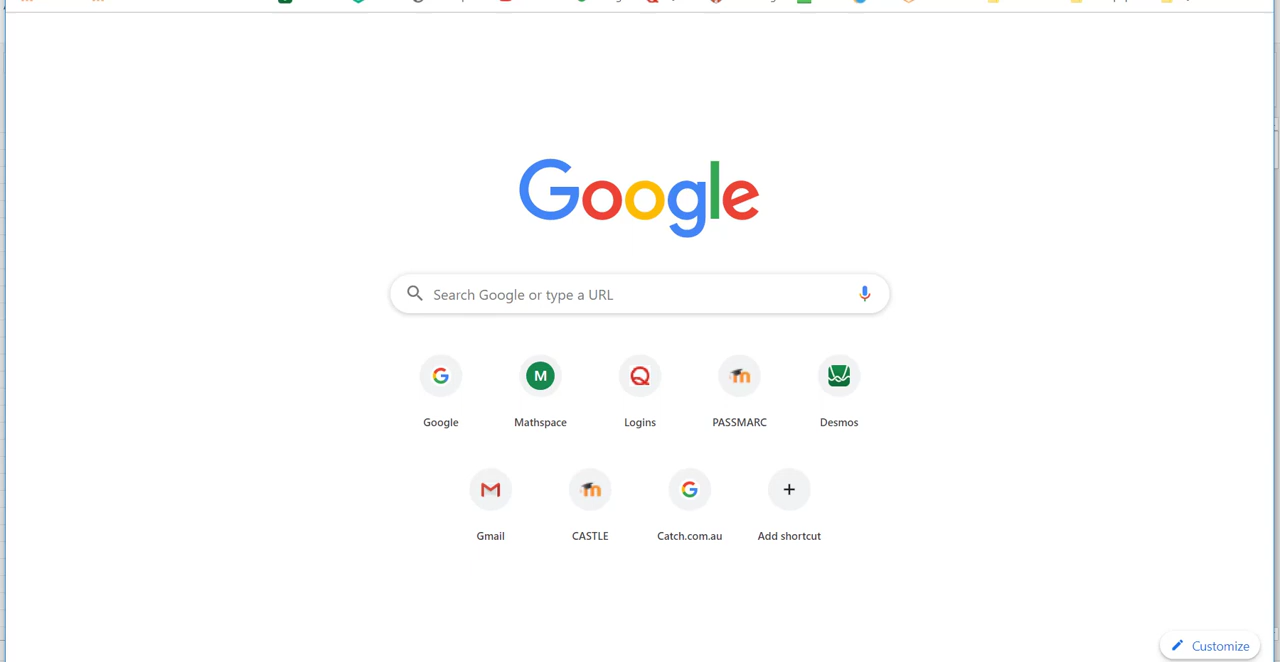 Google
Search Google or type a URL
M
Google
Mathspace
Logins
PASSMARC
Desmos
Gmail
CASTLE
Catch.com.au
Add shortcut
Customize